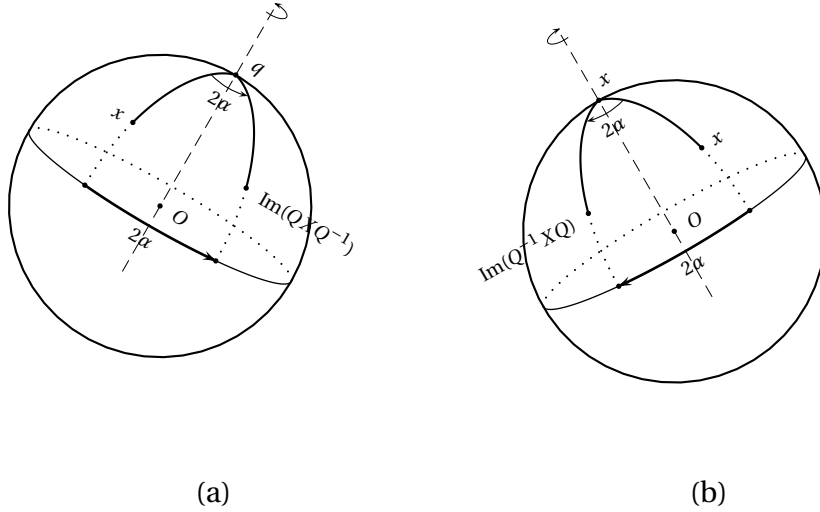 q
2α
x
Im(QXQ⁻¹)
O
2α
(a)
x
2α
x
Im(Q⁻¹XQ)
O
2α
(b)